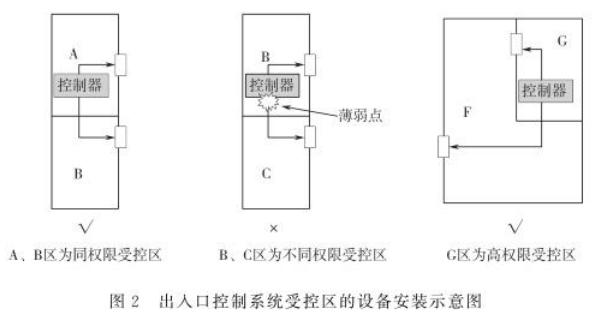 A
控制器
B
B
控制器
薄弱点
C
G
控制器
F
√
×
√
A、B区为同权限受控区
B、C区为不同权限受控区
G区为高权限受控区
图 2 出入口控制系统受控区的设备安装示意图